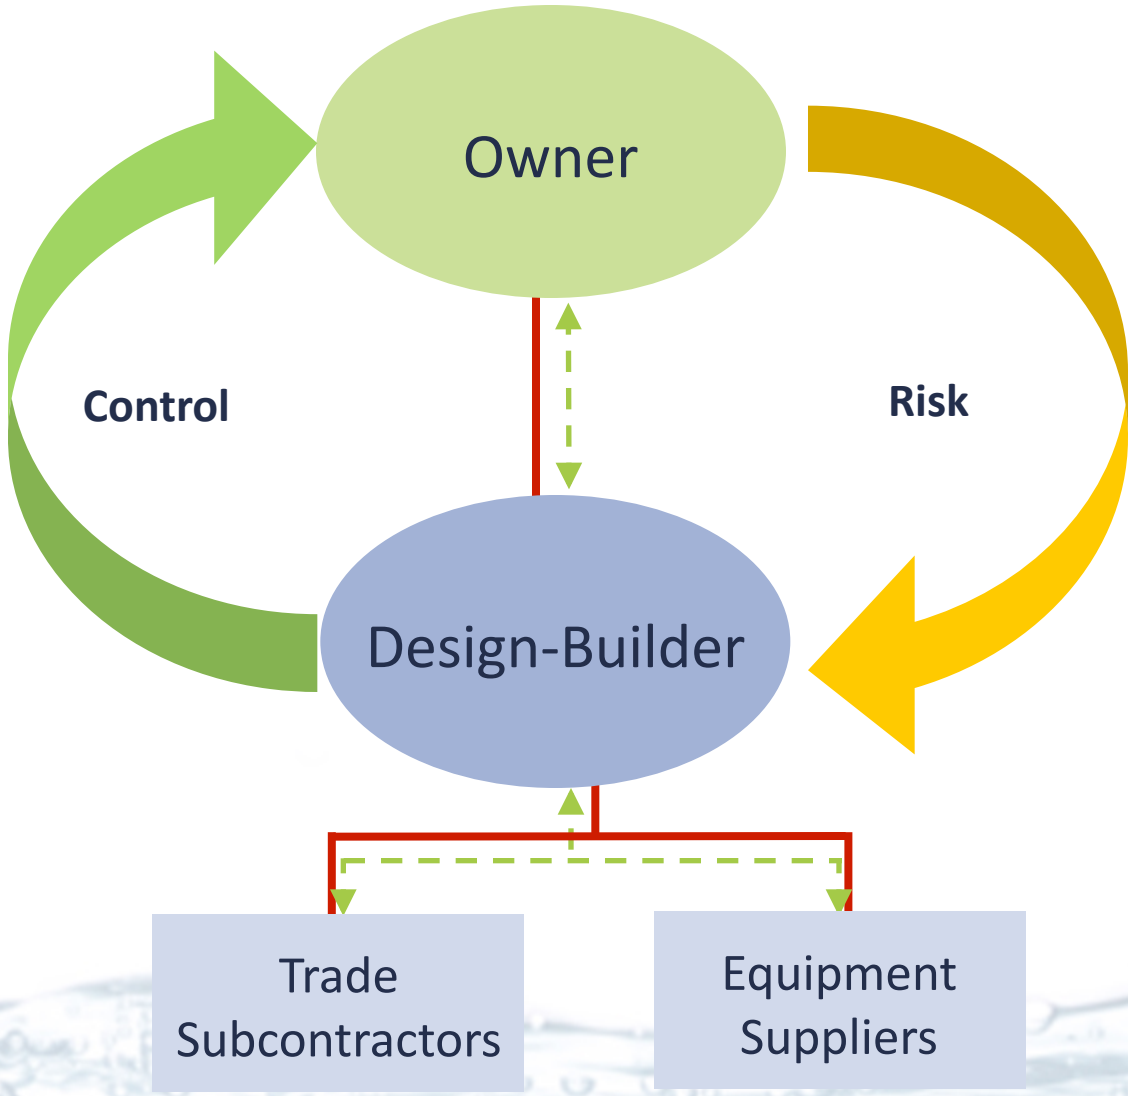 Owner
Control
Risk
Design-Builder
Trade
Subcontractors
Equipment
Suppliers